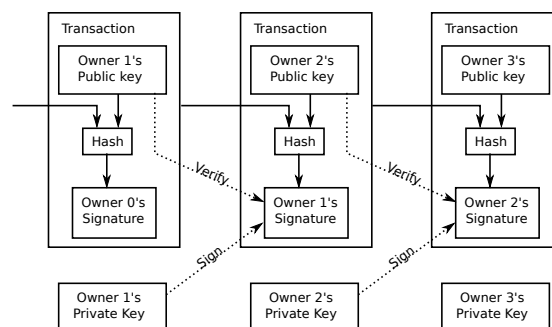 Transaction
Owner 1's
Public key
Hash
Owner 0's
Signature
Transaction
Owner 2's
Public key
Hash
Verify
Owner 1's
Signature
Sign
Transaction
Owner 3's
Public key
Hash
Verify
Owner 2's
Signature
Sign
Owner 1's
Private Key
Owner 2's
Private Key
Owner 3's
Private Key